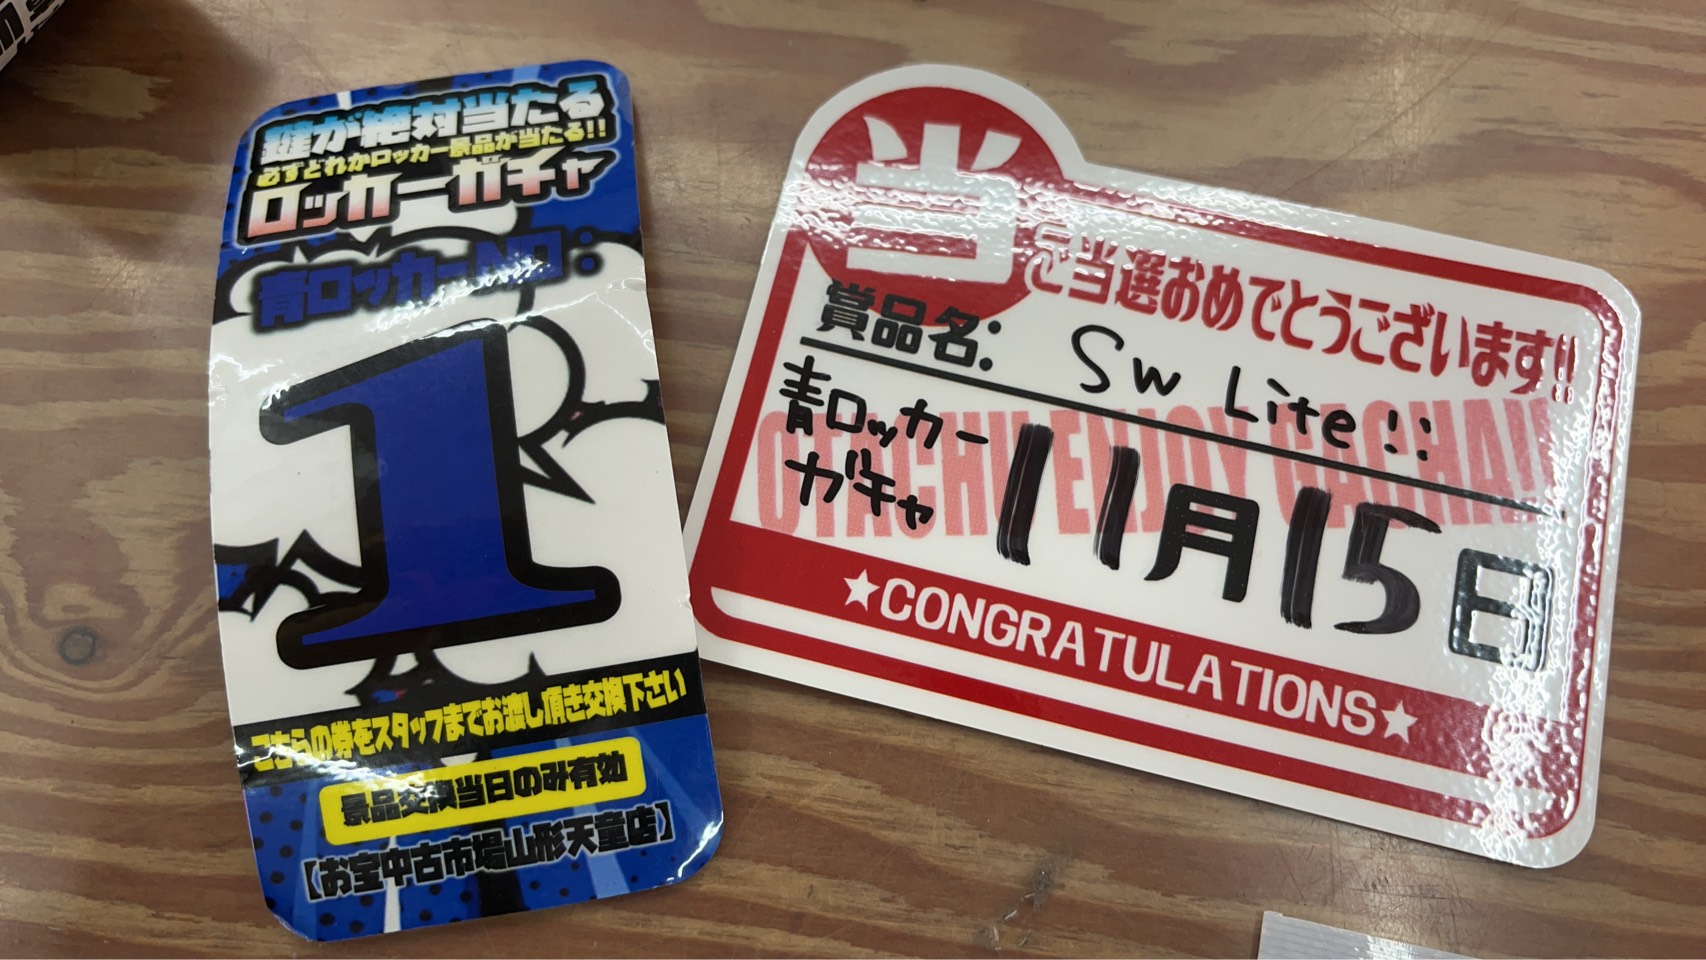 鍵が絶対当たる
必ずどれかロッカー景品が当たる!!
ロッカーガチャ
青ロッカーNO:
1
こちらの券をスタッフまでお渡し頂き交換下さい
景品交換当日のみ有効
【お宝中古市場山形天童店】
当
ご当選おめでとうございます!!
賞品名: Sw Lite!!
青ロッカー
ガチャ
11月15日
OTACHU ENJOY GACHA!!
★CONGRATULATIONS★